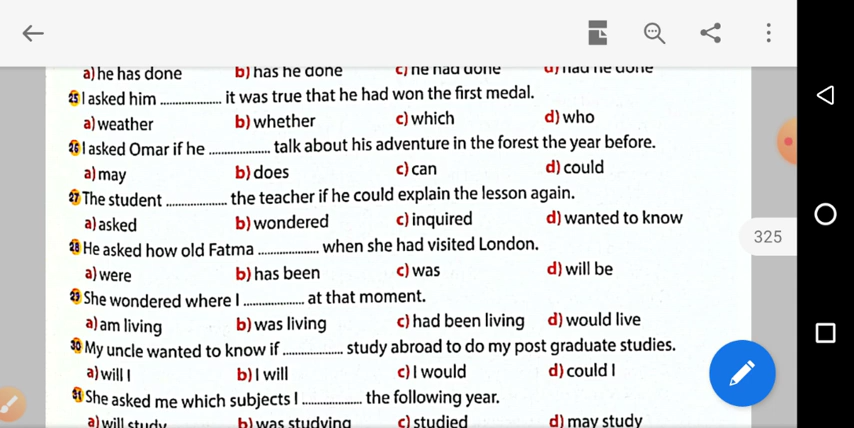 a) he has done b) has he done c) he had done d) had he done
25 I asked him .................. it was true that he had won the first medal.
a) weather b) whether c) which d) who
26 I asked Omar if he .................. talk about his adventure in the forest the year before.
a) may b) does c) can d) could
27 The student .................. the teacher if he could explain the lesson again.
a) asked b) wondered c) inquired d) wanted to know
28 He asked how old Fatma .................. when she had visited London.
325
a) were b) has been c) was d) will be
29 She wondered where I .................. at that moment.
a) am living b) was living c) had been living d) would live
30 My uncle wanted to know if .................. study abroad to do my post graduate studies.
a) will I b) I will c) I would d) could I
31 She asked me which subjects I .................. the following year.
a) will study b) was studying c) studied d) may study